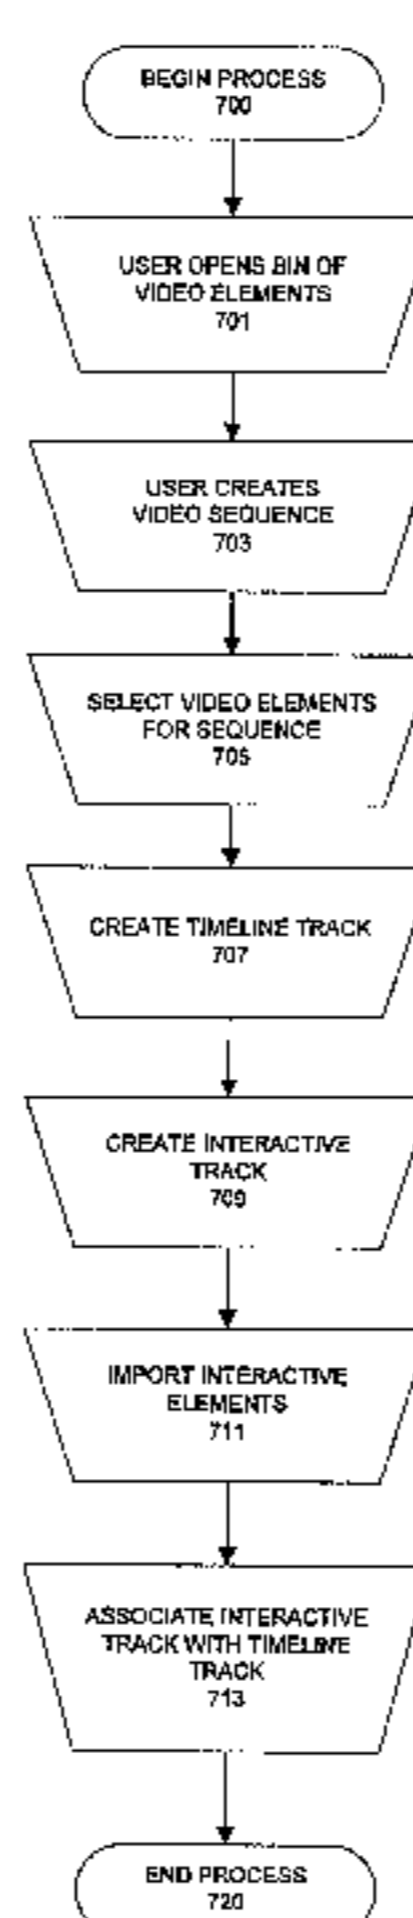 BEGIN PROCESS
700
USER OPENS BIN OF
VIDEO ELEMENTS
701
USER CREATES
VIDEO SEQUENCE
703
SELECT VIDEO ELEMENTS
FOR SEQUENCE
705
CREATE TIMELINE TRACK
707
CREATE INTERACTIVE
TRACK
709
IMPORT INTERACTIVE
ELEMENTS
711
ASSOCIATE INTERACTIVE
TRACK WITH TIMELINE
TRACK
713
END PROCESS
720